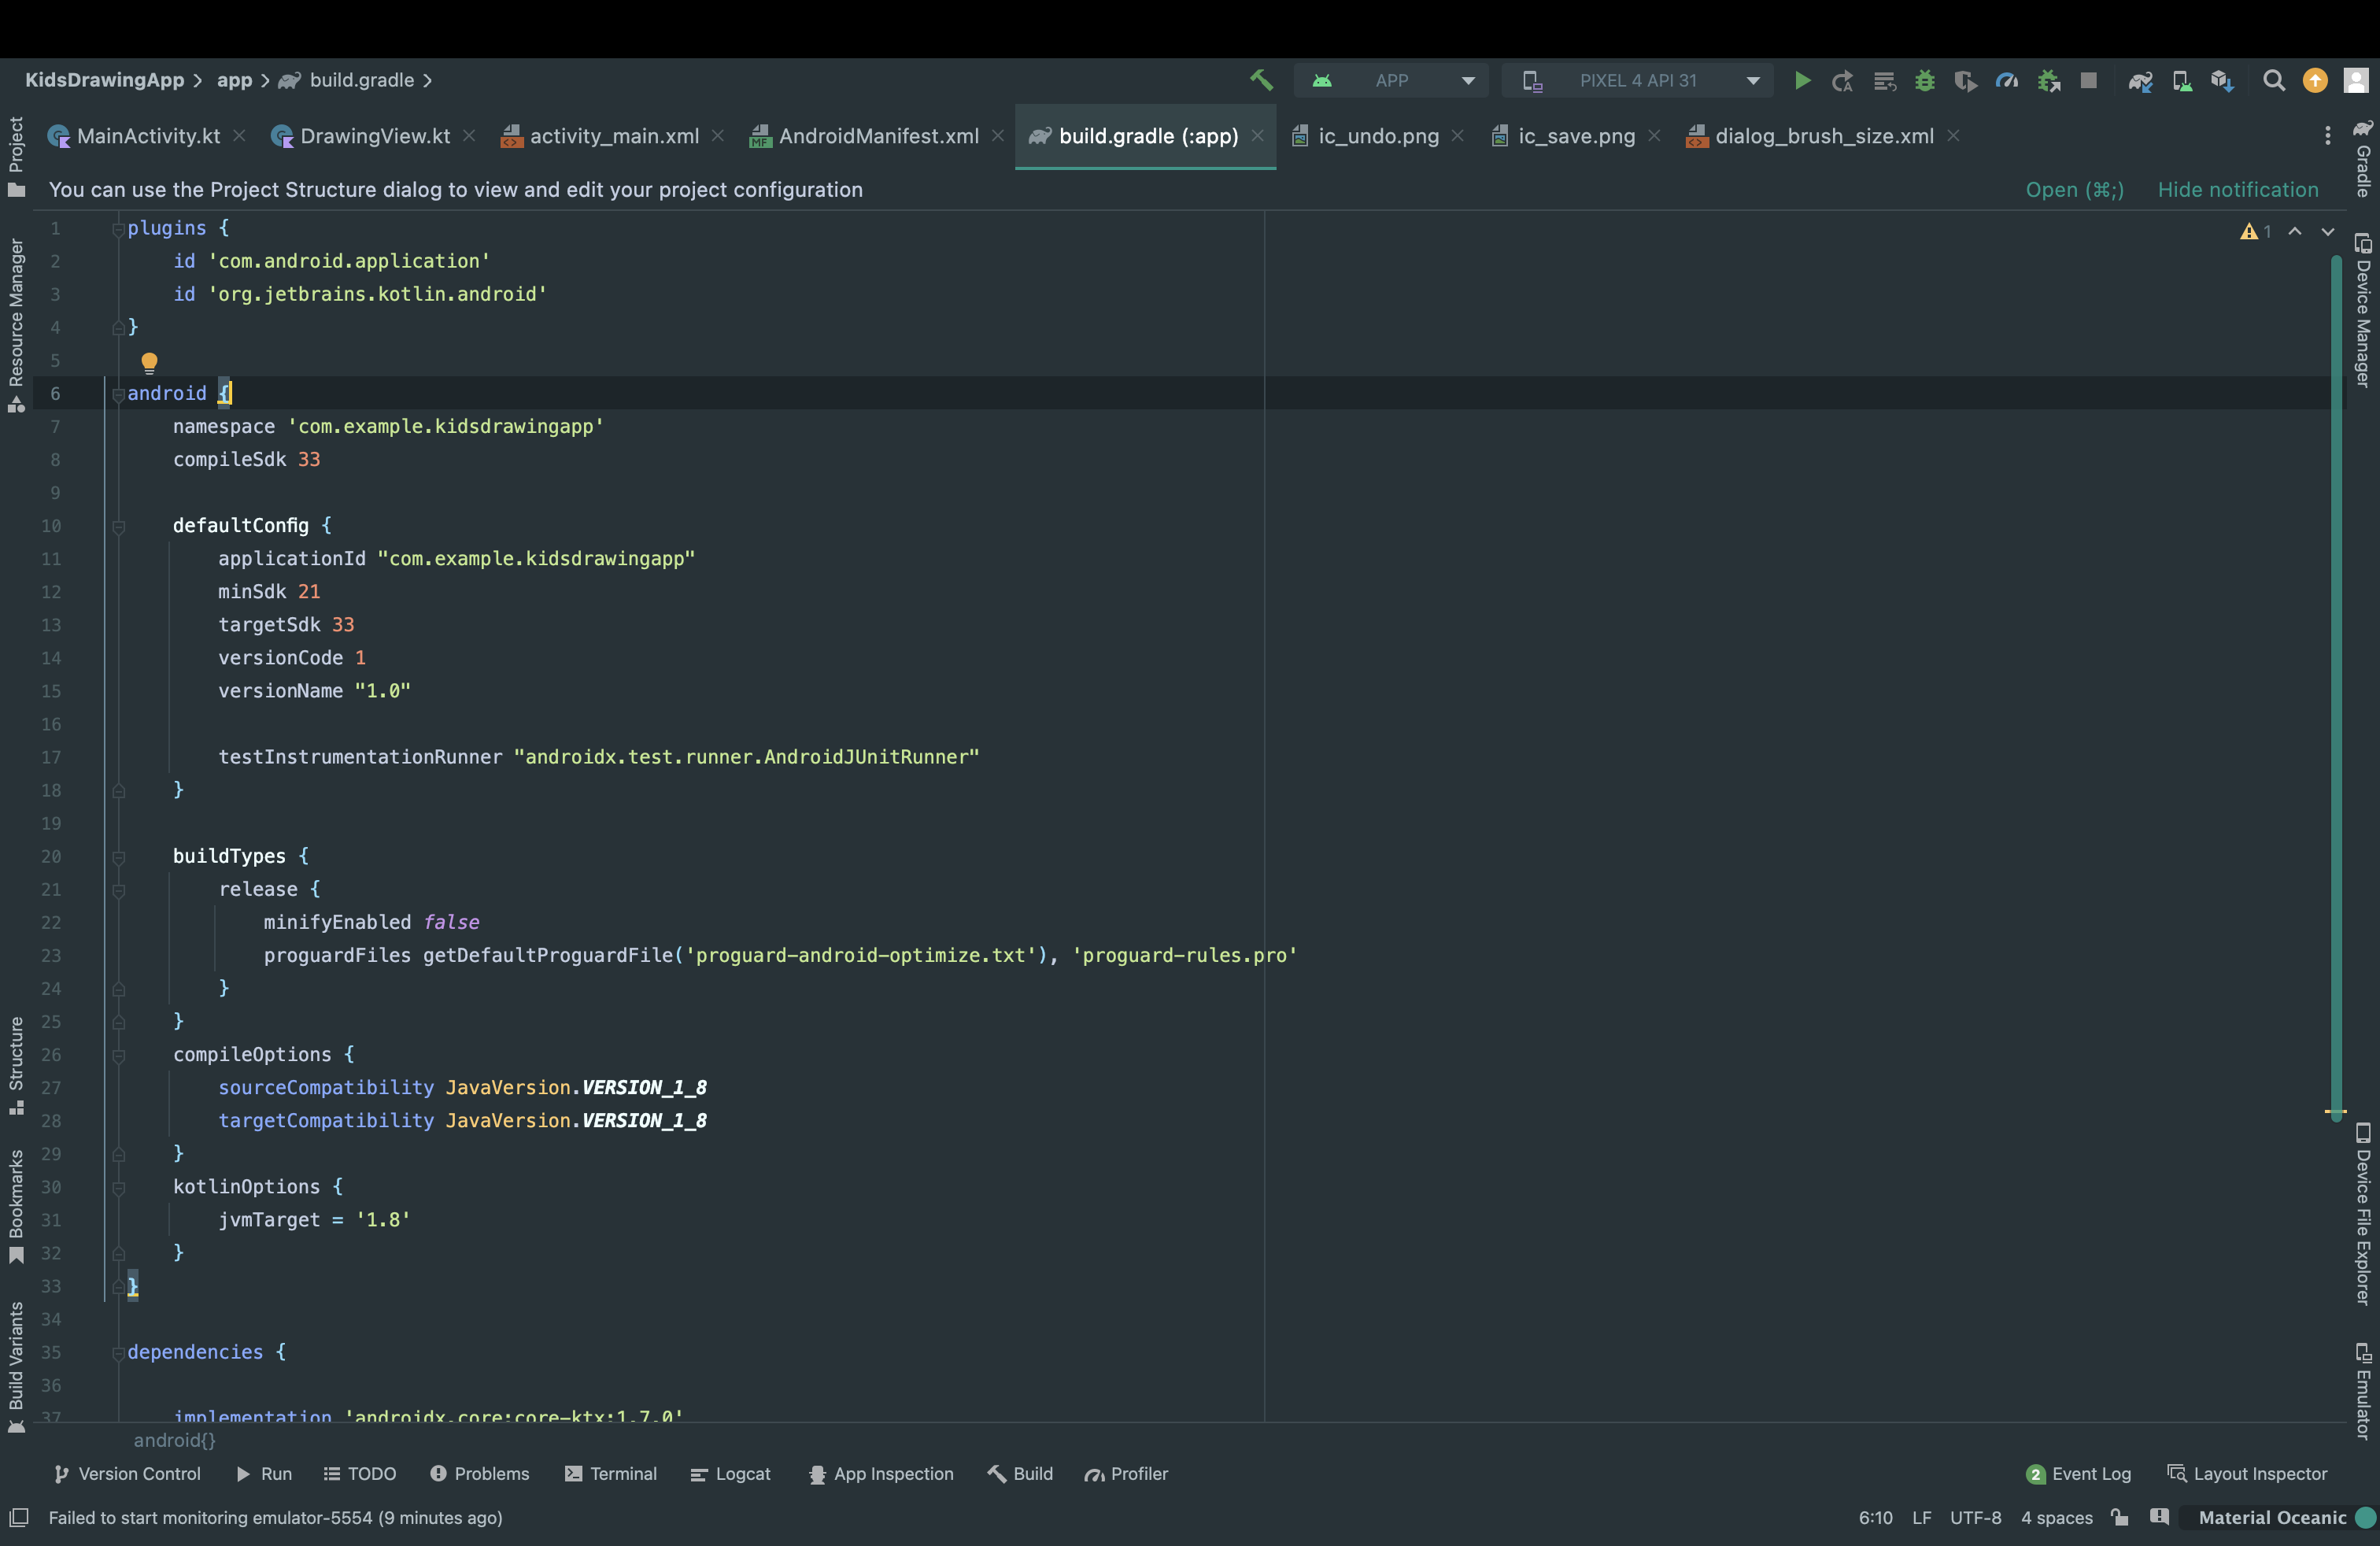 KidsDrawingApp > app > build.gradle >
APP
PIXEL 4 API 31
MainActivity.kt
DrawingView.kt
activity_main.xml
AndroidManifest.xml
build.gradle (:app)
ic_undo.png
ic_save.png
dialog_brush_size.xml
You can use the Project Structure dialog to view and edit your project configuration
Open (⌘;)
Hide notification
1
1 plugins {
2 id 'com.android.application'
3 id 'org.jetbrains.kotlin.android'
4 }
5
6 android {
7 namespace 'com.example.kidsdrawingapp'
8 compileSdk 33
9
10 defaultConfig {
11 applicationId "com.example.kidsdrawingapp"
12 minSdk 21
13 targetSdk 33
14 versionCode 1
15 versionName "1.0"
16
17 testInstrumentationRunner "androidx.test.runner.AndroidJUnitRunner"
18 }
19
20 buildTypes {
21 release {
22 minifyEnabled false
23 proguardFiles getDefaultProguardFile('proguard-android-optimize.txt'), 'proguard-rules.pro'
24 }
25 }
26 compileOptions {
27 sourceCompatibility JavaVersion.VERSION_1_8
28 targetCompatibility JavaVersion.VERSION_1_8
29 }
30 kotlinOptions {
31 jvmTarget = '1.8'
32 }
33 }
34
35 dependencies {
36
37 implementation 'androidx.core:core-ktx:1.7.0'
android{}
Project
Resource Manager
Structure
Bookmarks
Build Variants
Gradle
Device Manager
Device File Explorer
Emulator
Version Control
Run
TODO
Problems
Terminal
Logcat
App Inspection
Build
Profiler
2 Event Log
Layout Inspector
Failed to start monitoring emulator-5554 (9 minutes ago)
6:10
LF
UTF-8
4 spaces
Material Oceanic